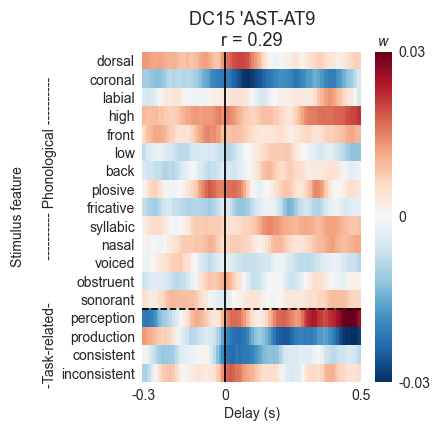 DC15 'AST-AT9
r = 0.29
w
Stimulus feature
---------- Phonological ----------
-Task-related-
dorsal
coronal
labial
high
front
low
back
plosive
fricative
syllabic
nasal
voiced
obstruent
sonorant
perception
production
consistent
inconsistent
0.03
0
-0.03
-0.3
0
0.5
Delay (s)